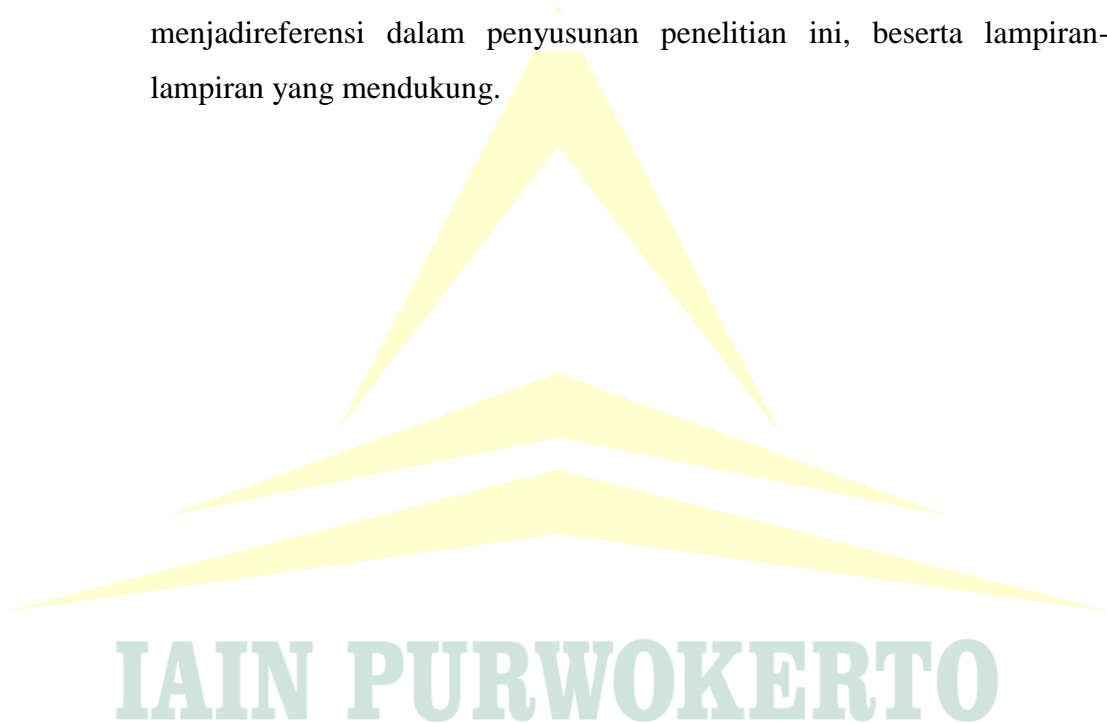 menjadireferensi dalam penyusunan penelitian ini, beserta lampiran-
lampiran yang mendukung.
IAIN PURWOKERTO